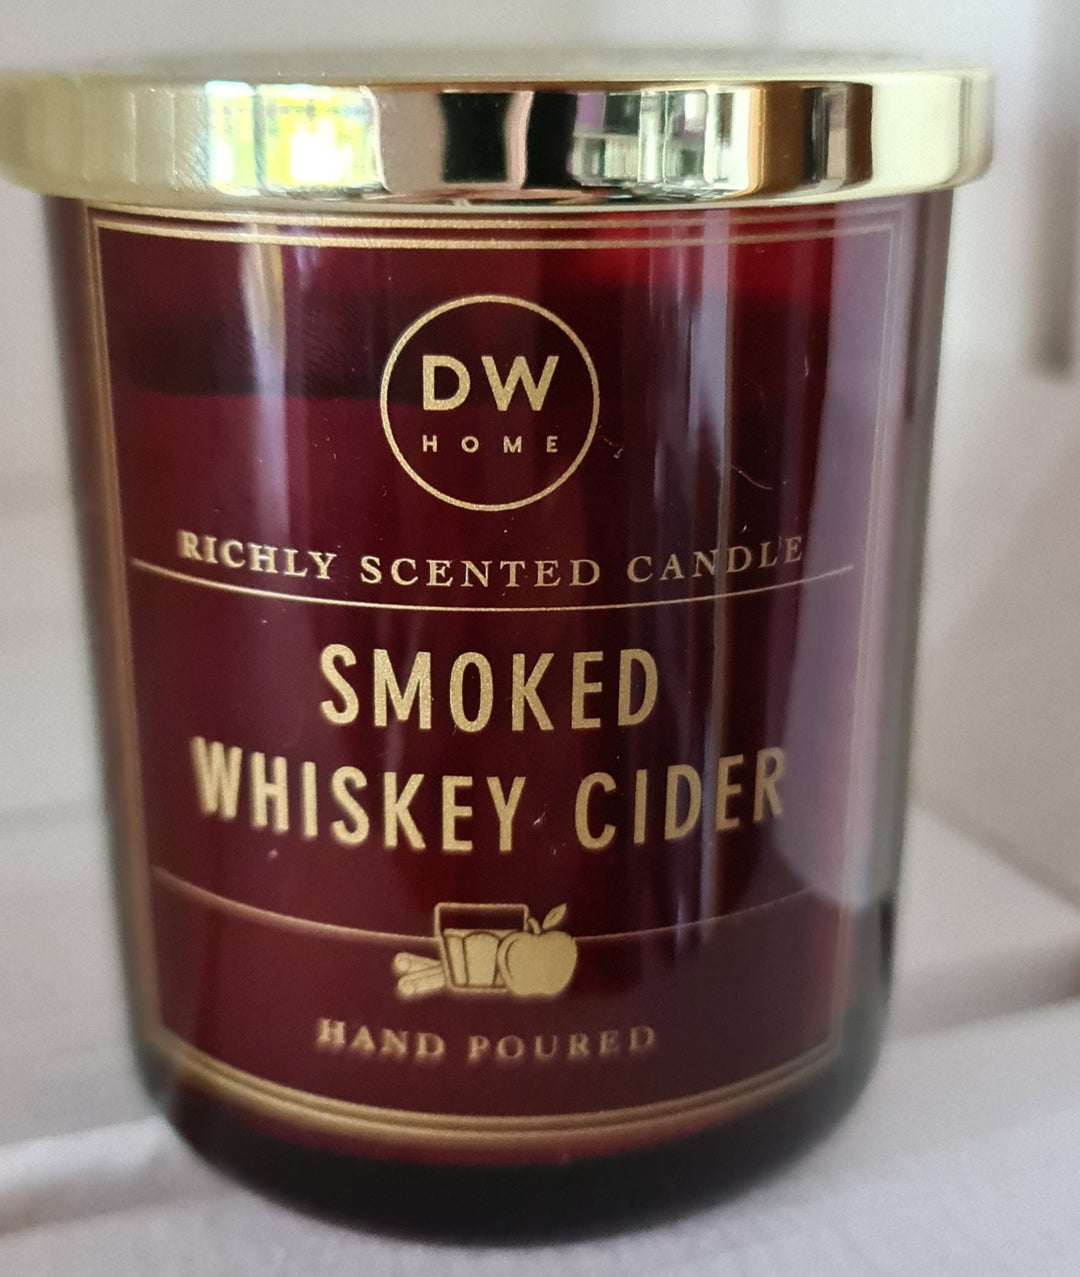 DW
HOME
RICHLY SCENTED CANDLE
SMOKED
WHISKEY CIDER
HAND POURED